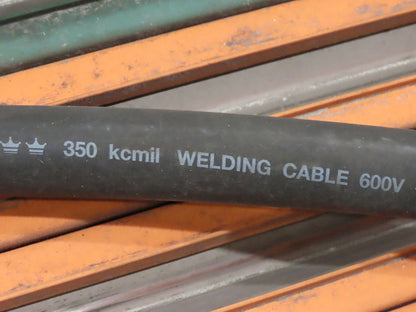 350 kcmil WELDING CABLE 600V